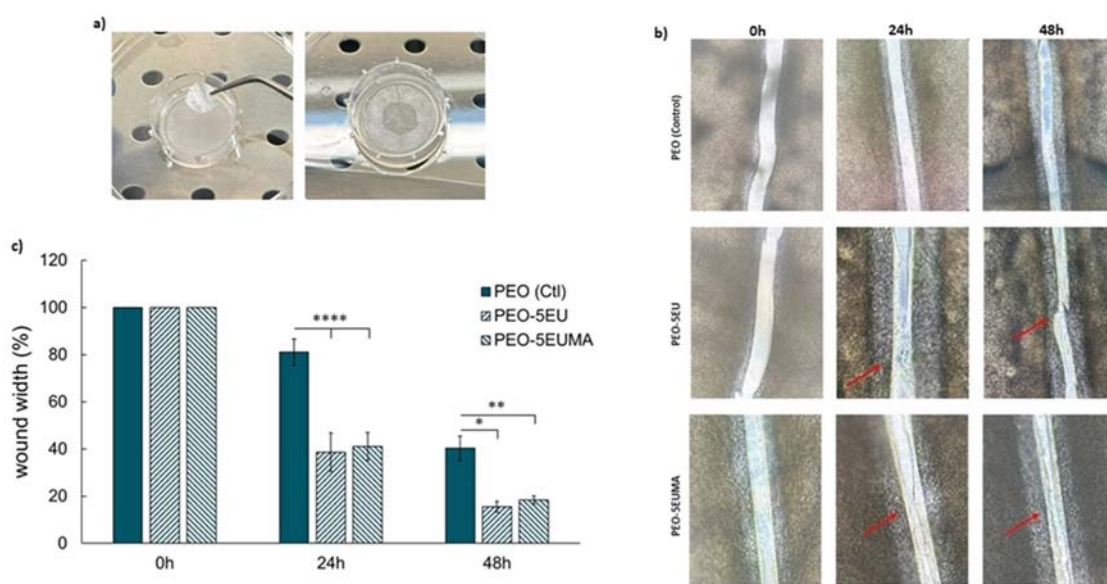 a)
b)
0h
24h
48h
PEO (Control)
PEO-5EU
PEO-5EUMA
c)
120
100
80
60
40
20
0
wound width (%)
PEO (Ctl)
PEO-5EU
PEO-5EUMA
****
*
**
0h
24h
48h